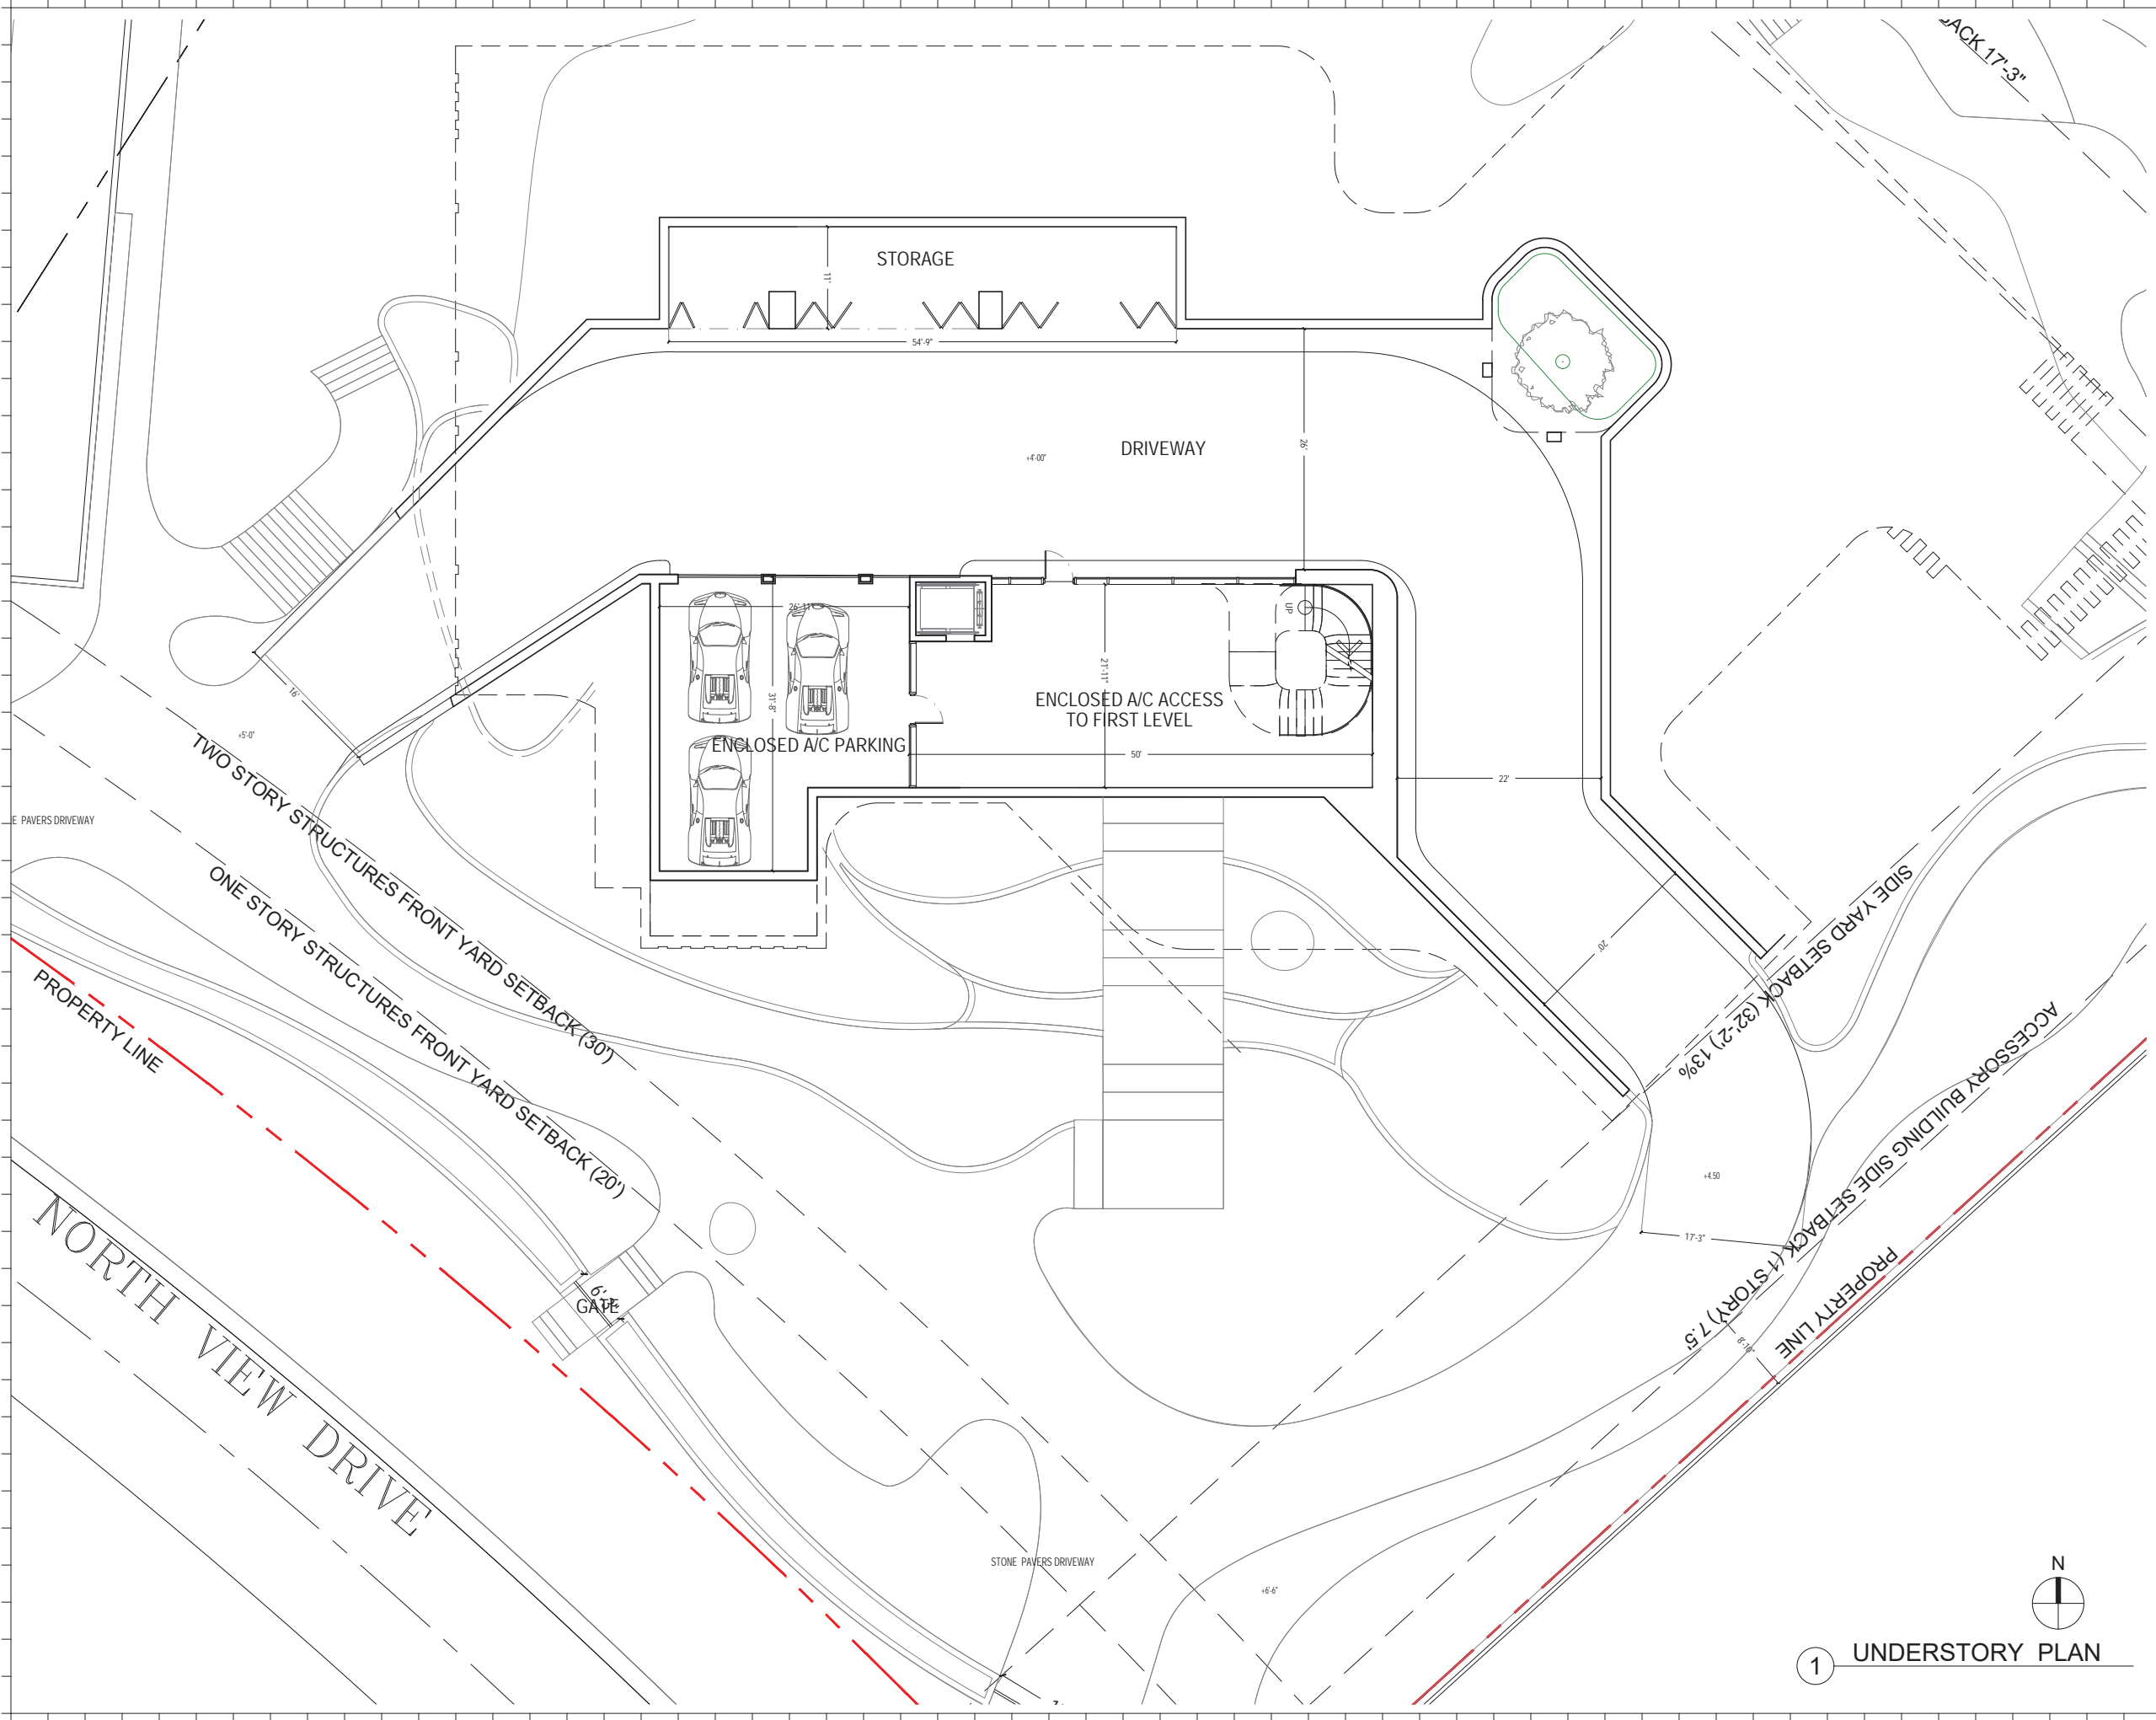 ACK 17'-3"
STORAGE
11'
54'-9"
DRIVEWAY
+4'-00"
26'
26'-11"
UP
31'-8"
21'-11"
ENCLOSED A/C ACCESS
TO FIRST LEVEL
ENCLOSED A/C PARKING
50'
22'
16'
+5'-0"
TWO STORY STRUCTURES FRONT YARD SETBACK (30')
E PAVERS DRIVEWAY
ONE STORY STRUCTURES FRONT YARD SETBACK (20')
PROPERTY LINE
20'
SIDE YARD SETBACK (32'-2') 13%
ACCESSORY BUILDING SIDE SETBACK (1 STORY) 7.5'
+4.50
17'-3"
PROPERTY LINE
8'-10"
GATE
NORTH VIEW DRIVE
STONE PAVERS DRIVEWAY
+6'-6"
N
1
UNDERSTORY PLAN